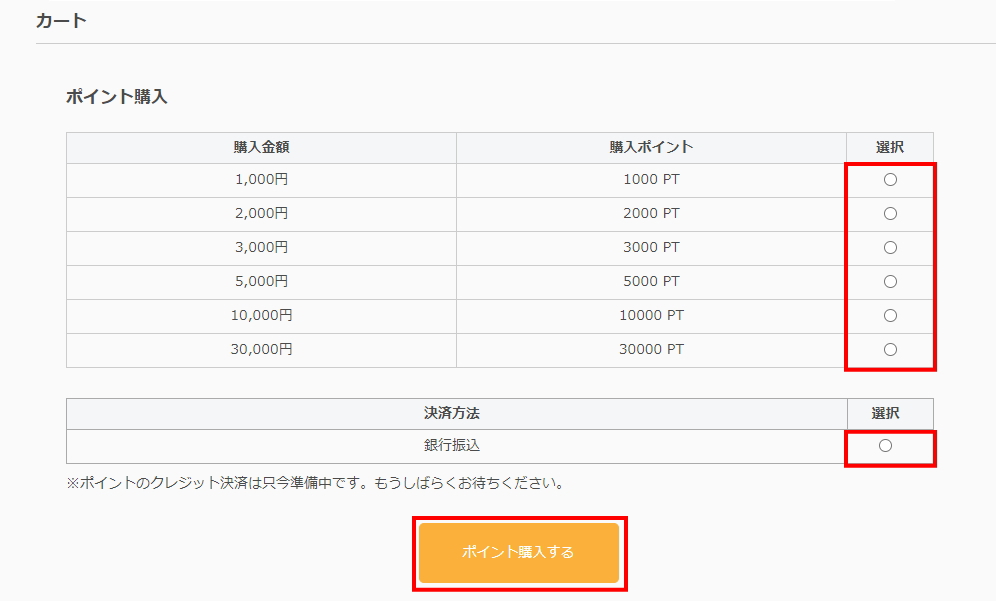 カート
ポイント購入
購入金額 購入ポイント 選択
1,000円 1000 PT
2,000円 2000 PT
3,000円 3000 PT
5,000円 5000 PT
10,000円 10000 PT
30,000円 30000 PT
決済方法 選択
銀行振込
※ポイントのクレジット決済は只今準備中です。もうしばらくお待ちください。
ポイント購入する